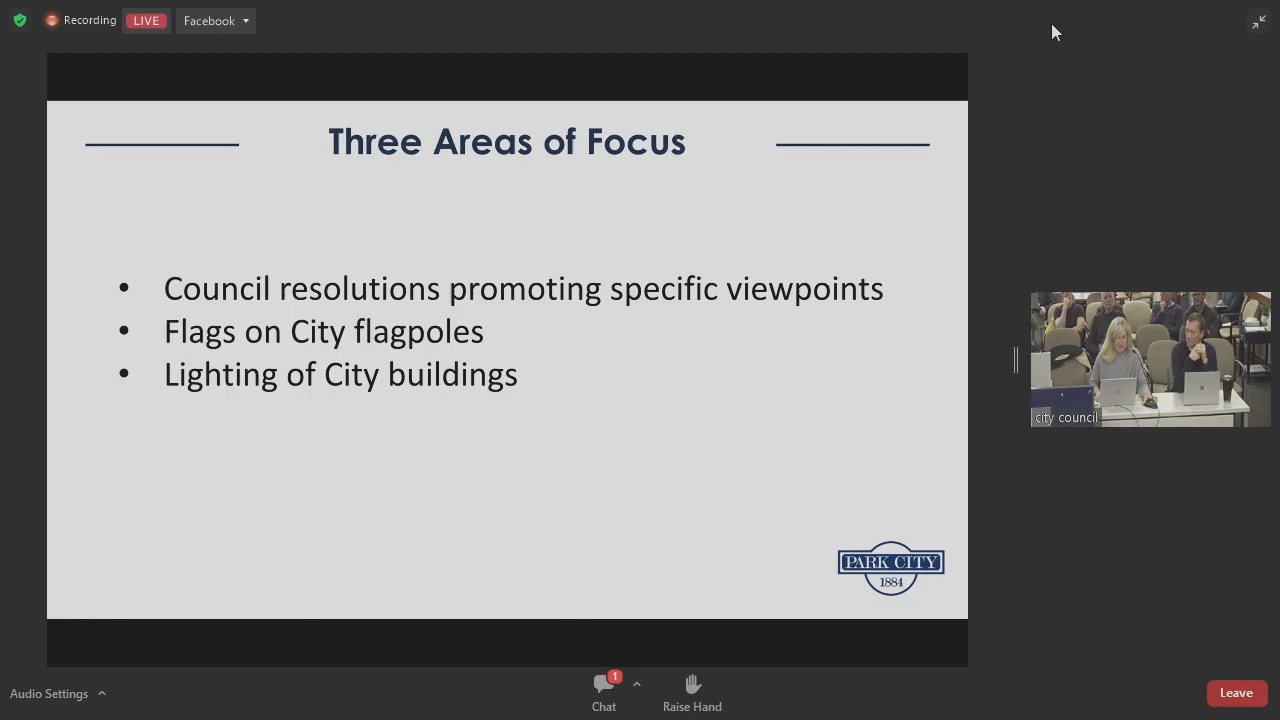 Recording
LIVE
Facebook
Three Areas of Focus
• Council resolutions promoting specific viewpoints
• Flags on City flagpoles
• Lighting of City buildings
PARK CITY
1884
city council
Audio Settings
1
Chat
Raise Hand
Leave